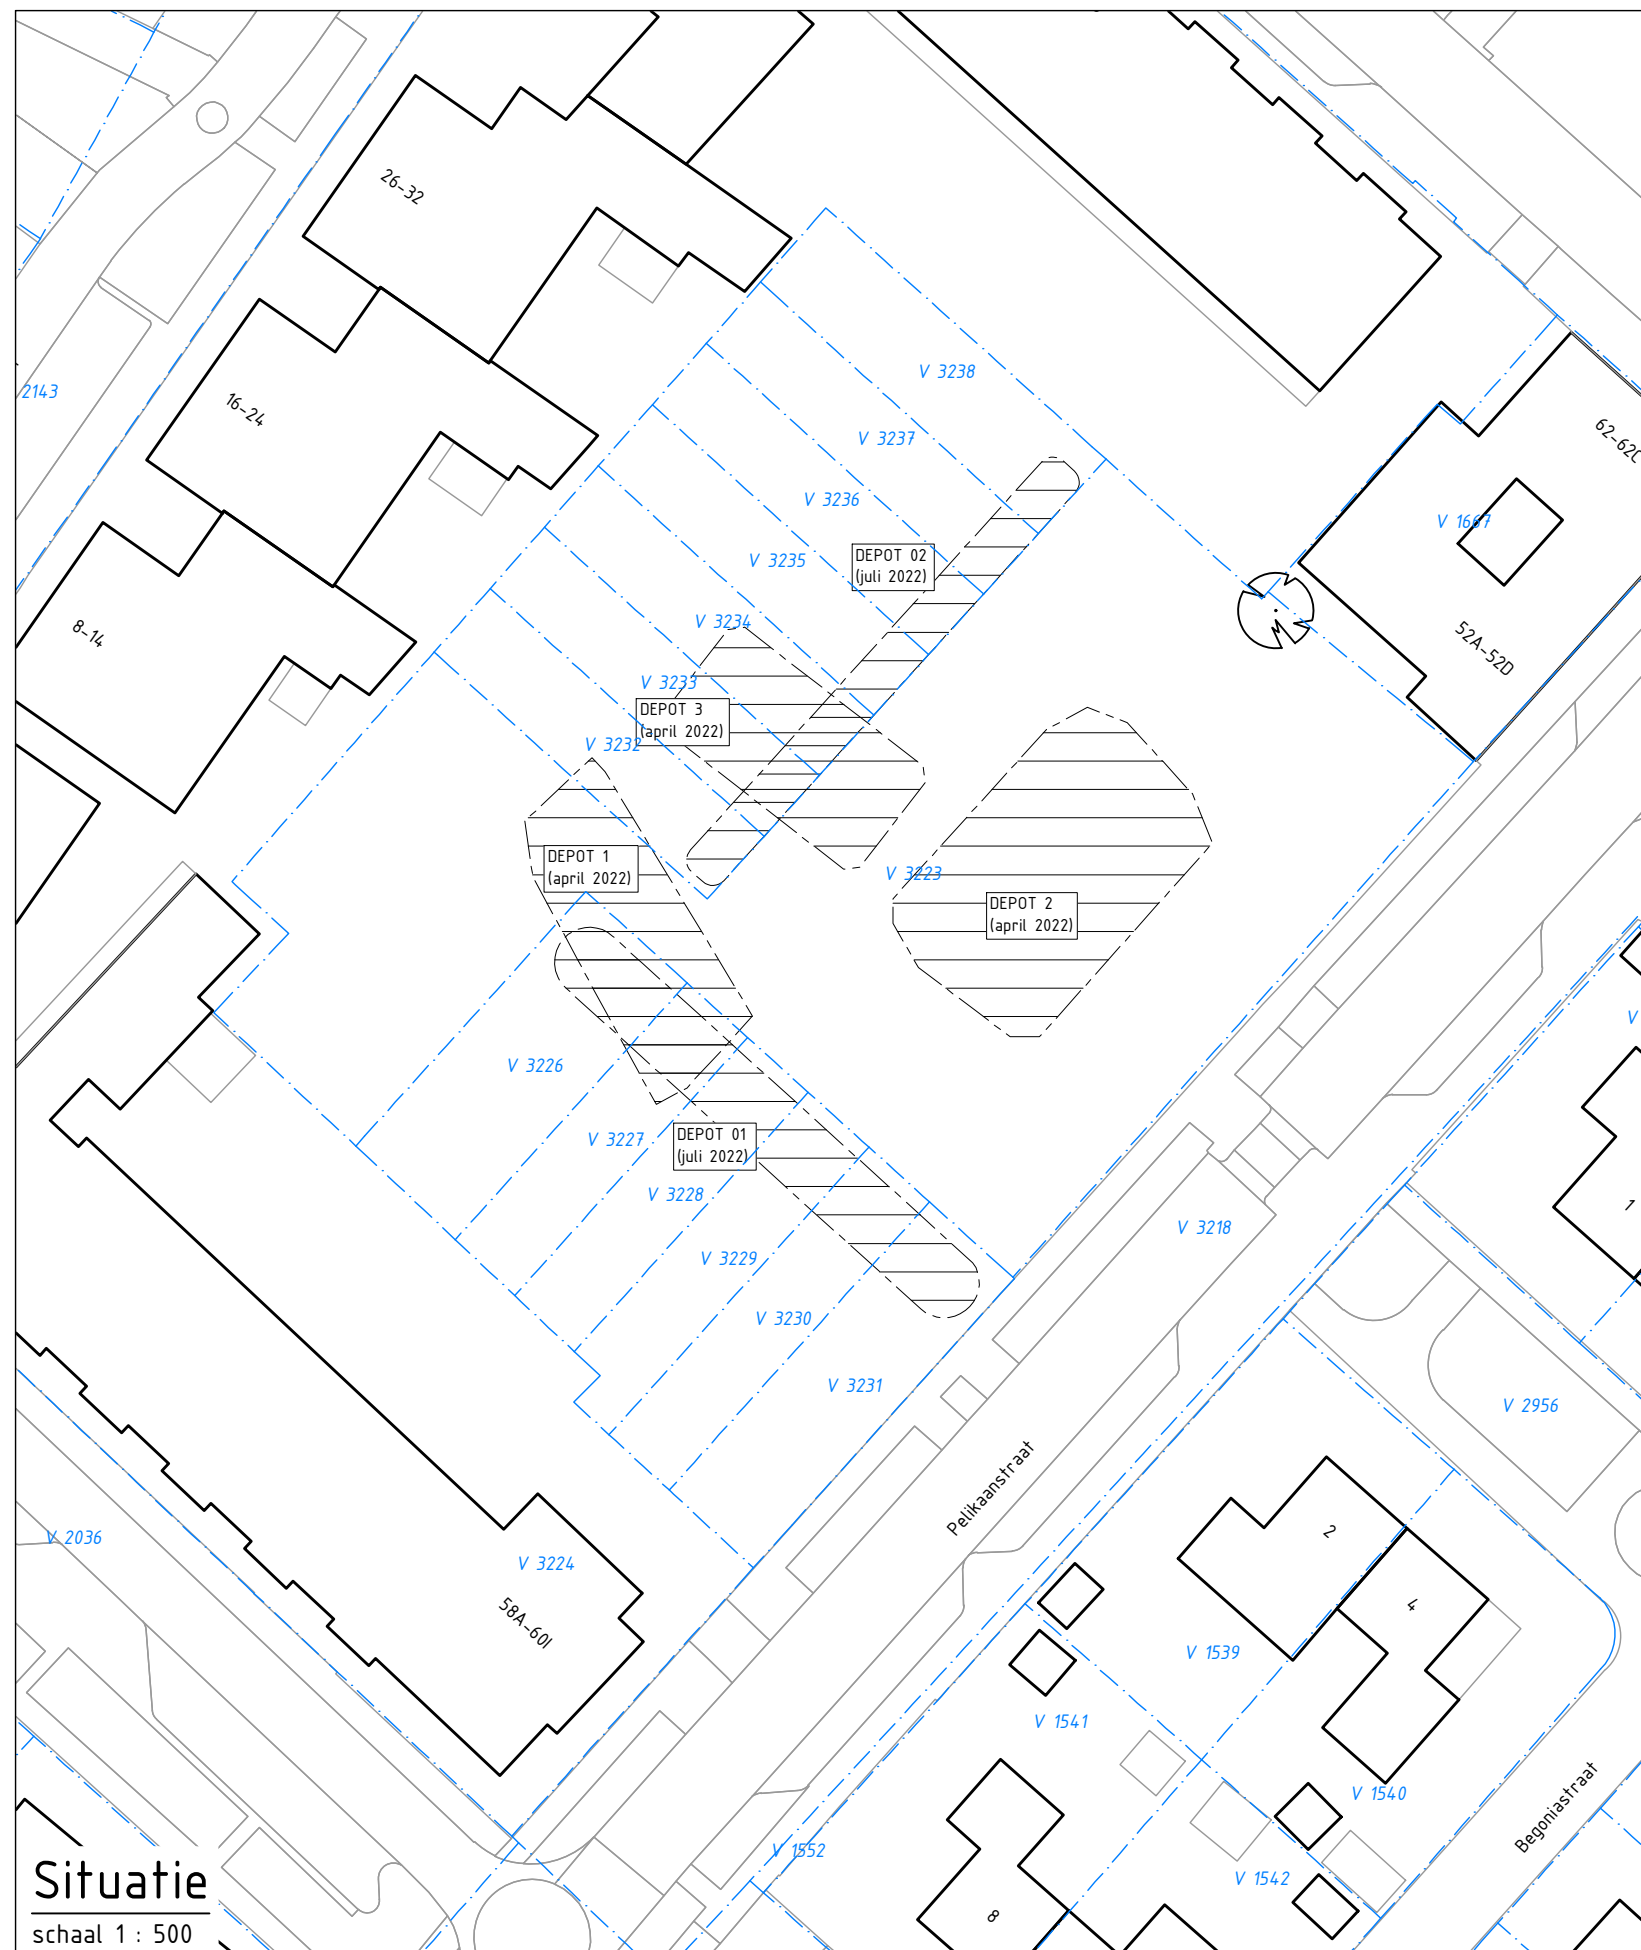 26-32
V 3238
2143
16-24
V 3237
62-62C
V 3236
V 1667
DEPOT 02
(juli 2022)
V 3235
V 3234
8-14
52A-52D
V 3233
DEPOT 3
(april 2022)
V 3232
DEPOT 1
(april 2022)
V 3223
DEPOT 2
(april 2022)
V
V 3226
DEPOT 01
(juli 2022)
V 3227
V 3228
1
V 3218
V 3229
V 3230
V 3231
V 2956
Pelikaanstraat
V 2036
2
V 3224
4
58A-60I
V 1539
V 1541
V 1540
Begoniastraat
V 1552
V 1542
8
Situatie
schaal 1 : 500